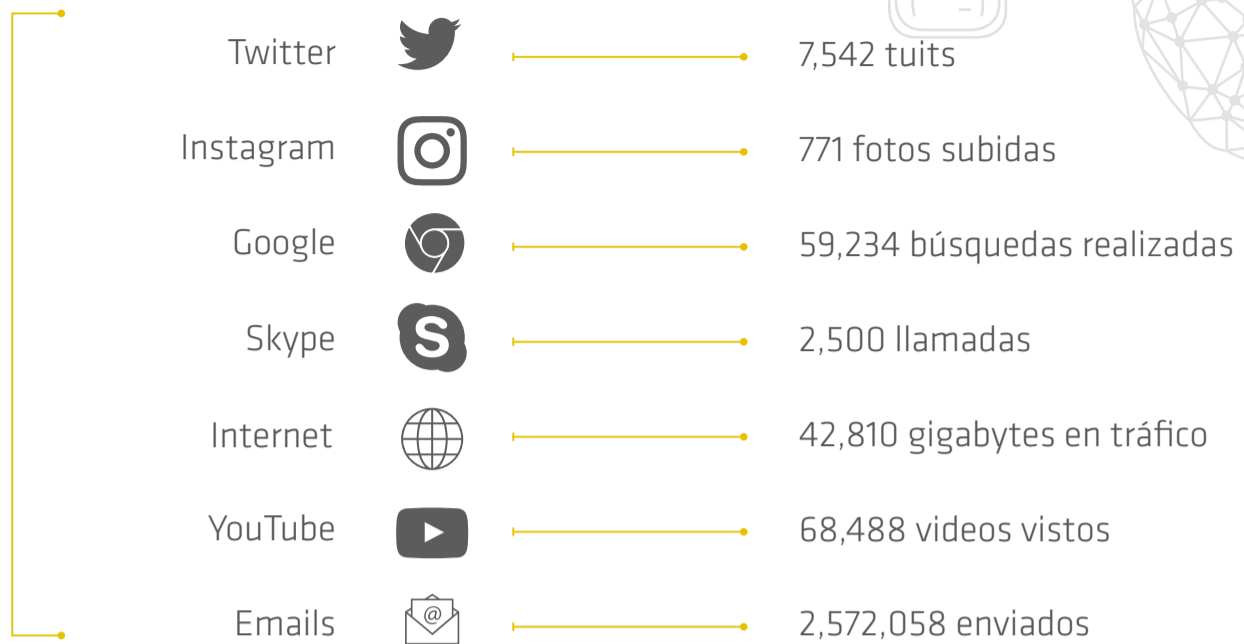 Twitter 7,542 tuits
Instagram 771 fotos subidas
Google 59,234 búsquedas realizadas
Skype S 2,500 llamadas
Internet 42,810 gigabytes en tráfico
YouTube 68,488 videos vistos
Emails @ 2,572,058 enviados